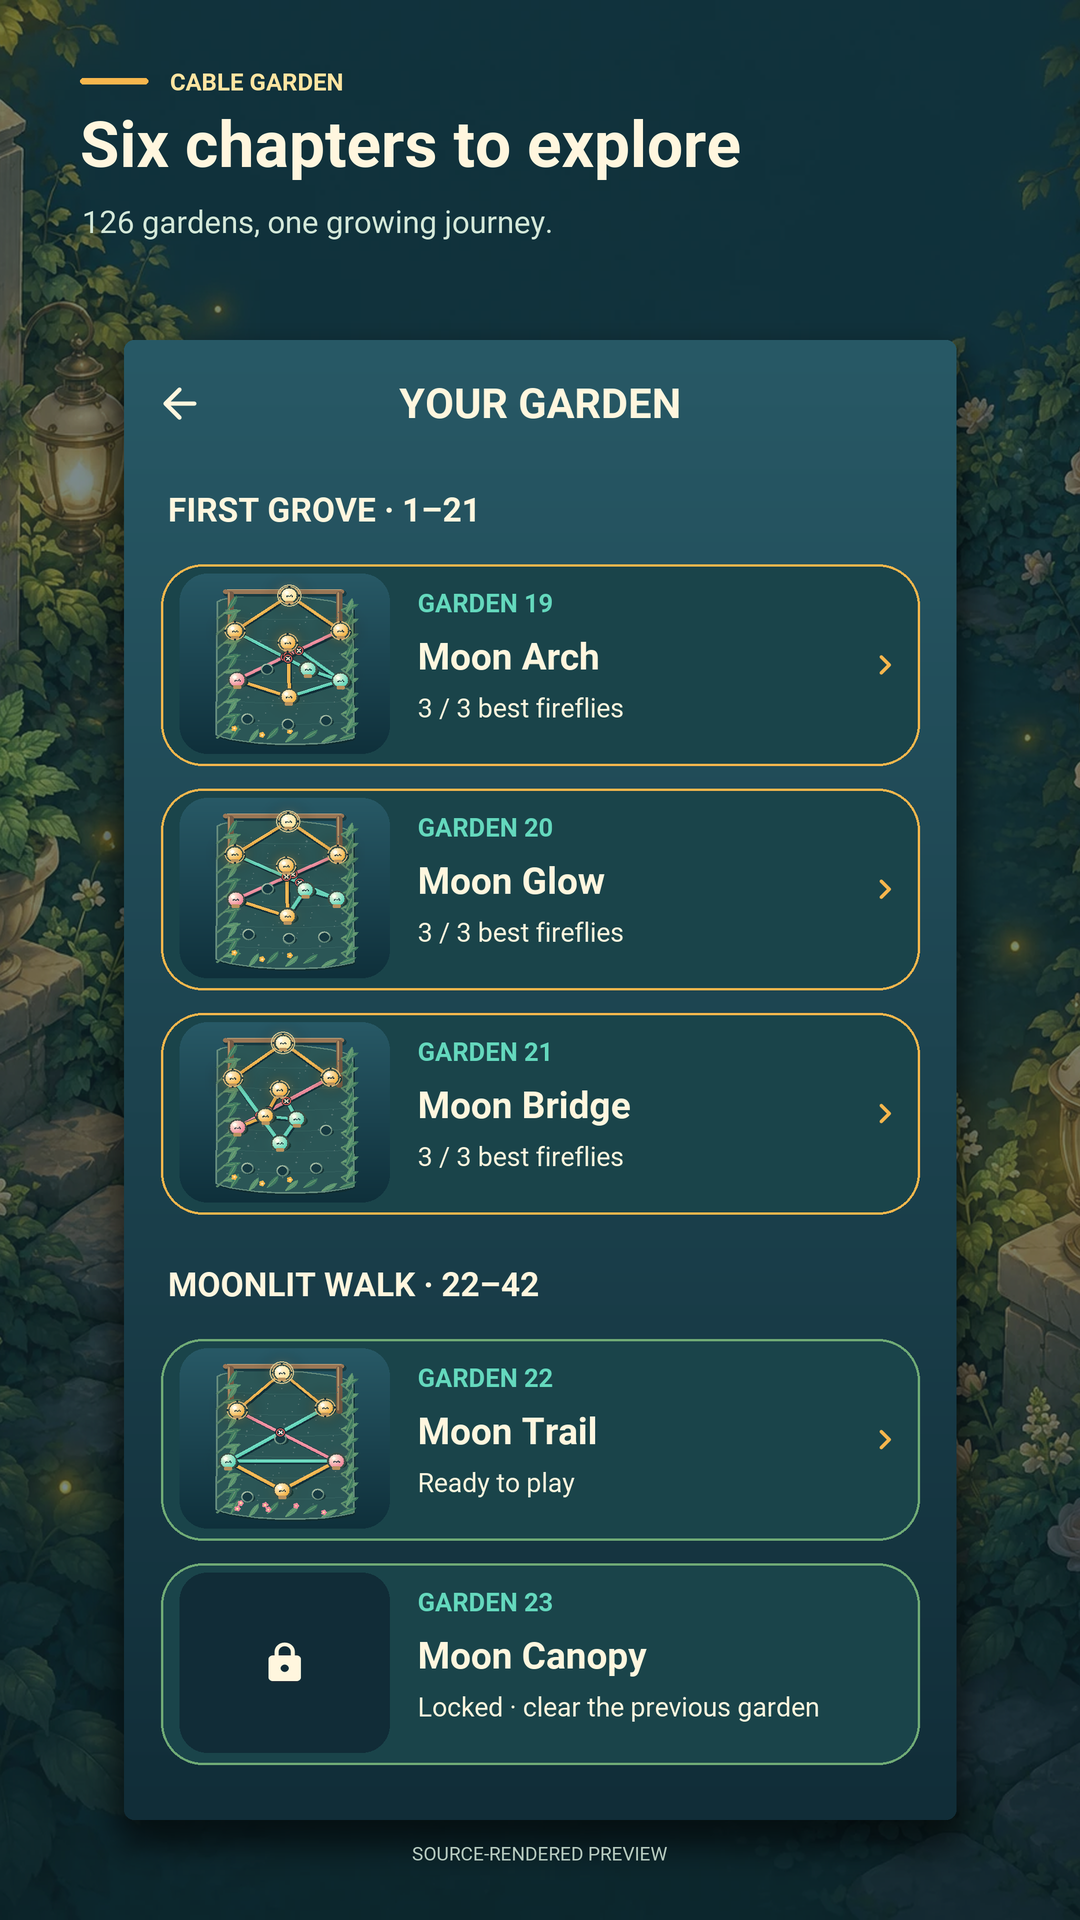 CABLE GARDEN
Six chapters to explore
126 gardens, one growing journey.
YOUR GARDEN
FIRST GROVE · 1–21
GARDEN 19
Moon Arch
3 / 3 best fireflies
GARDEN 20
Moon Glow
3 / 3 best fireflies
GARDEN 21
Moon Bridge
3 / 3 best fireflies
MOONLIT WALK · 22–42
GARDEN 22
Moon Trail
Ready to play
GARDEN 23
Moon Canopy
Locked · clear the previous garden
SOURCE-RENDERED PREVIEW